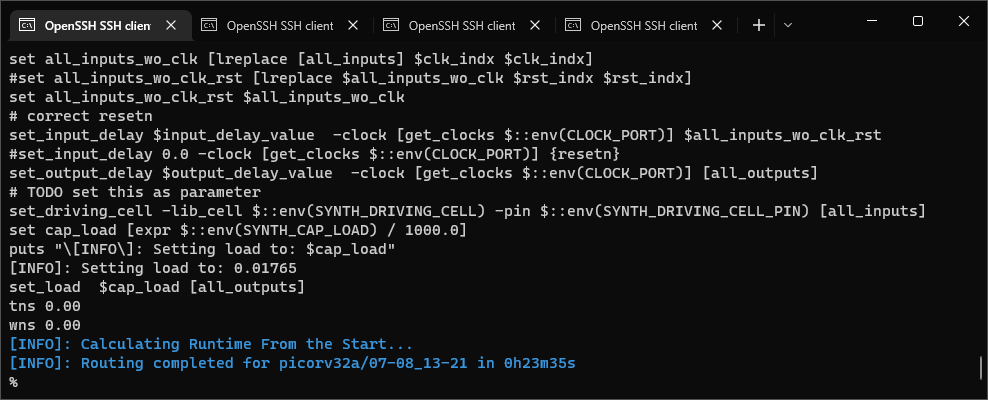 OpenSSH SSH client
OpenSSH SSH client
OpenSSH SSH client
OpenSSH SSH client
set all_inputs_wo_clk [lreplace [all_inputs] $clk_indx $clk_indx]
#set all_inputs_wo_clk_rst [lreplace $all_inputs_wo_clk $rst_indx $rst_indx]
set all_inputs_wo_clk_rst $all_inputs_wo_clk
# correct resetn
set_input_delay $input_delay_value  -clock [get_clocks $::env(CLOCK_PORT)] $all_inputs_wo_clk_rst
#set_input_delay 0.0 -clock [get_clocks $::env(CLOCK_PORT)] {resetn}
set_output_delay $output_delay_value  -clock [get_clocks $::env(CLOCK_PORT)] [all_outputs]
# TODO set this as parameter
set_driving_cell -lib_cell $::env(SYNTH_DRIVING_CELL) -pin $::env(SYNTH_DRIVING_CELL_PIN) [all_inputs]
set cap_load [expr $::env(SYNTH_CAP_LOAD) / 1000.0]
puts "\[INFO\]: Setting load to: $cap_load"
[INFO]: Setting load to: 0.01765
set_load  $cap_load [all_outputs]
tns 0.00
wns 0.00
[INFO]: Calculating Runtime From the Start...
[INFO]: Routing completed for picorv32a/07-08_13-21 in 0h23m35s
%